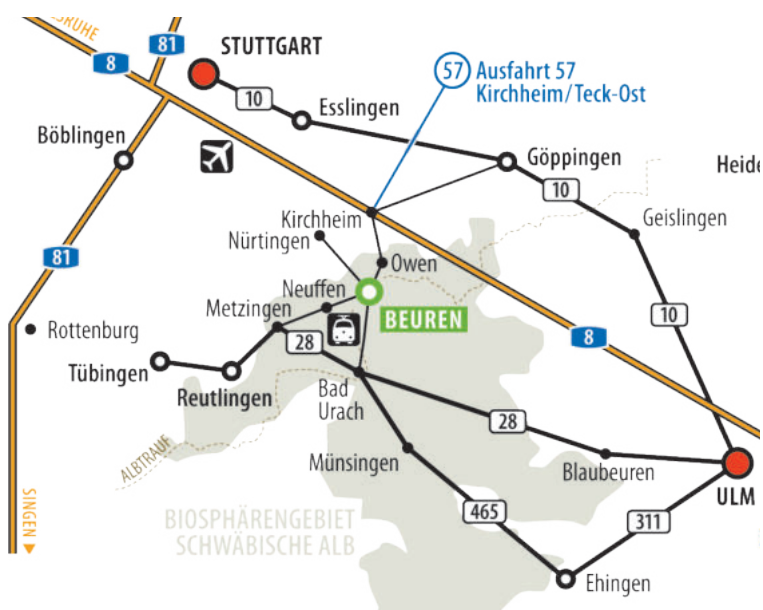 81
8
STUTTGART
57
Ausfahrt 57
Kirchheim/Teck-Ost
10
Esslingen
Böblingen
Göppingen
10
Geislingen
Kirchheim
Nürtingen
Owen
81
Neuffen
Metzingen
BEUREN
10
Rottenburg
28
8
Tübingen
Reutlingen
Bad
Urach
28
ALBTRAUF
Münsingen
Blaubeuren
ULM
SINGEN
465
311
BIOSPHÄRENGEBIET
SCHWÄBISCHE ALB
Ehingen